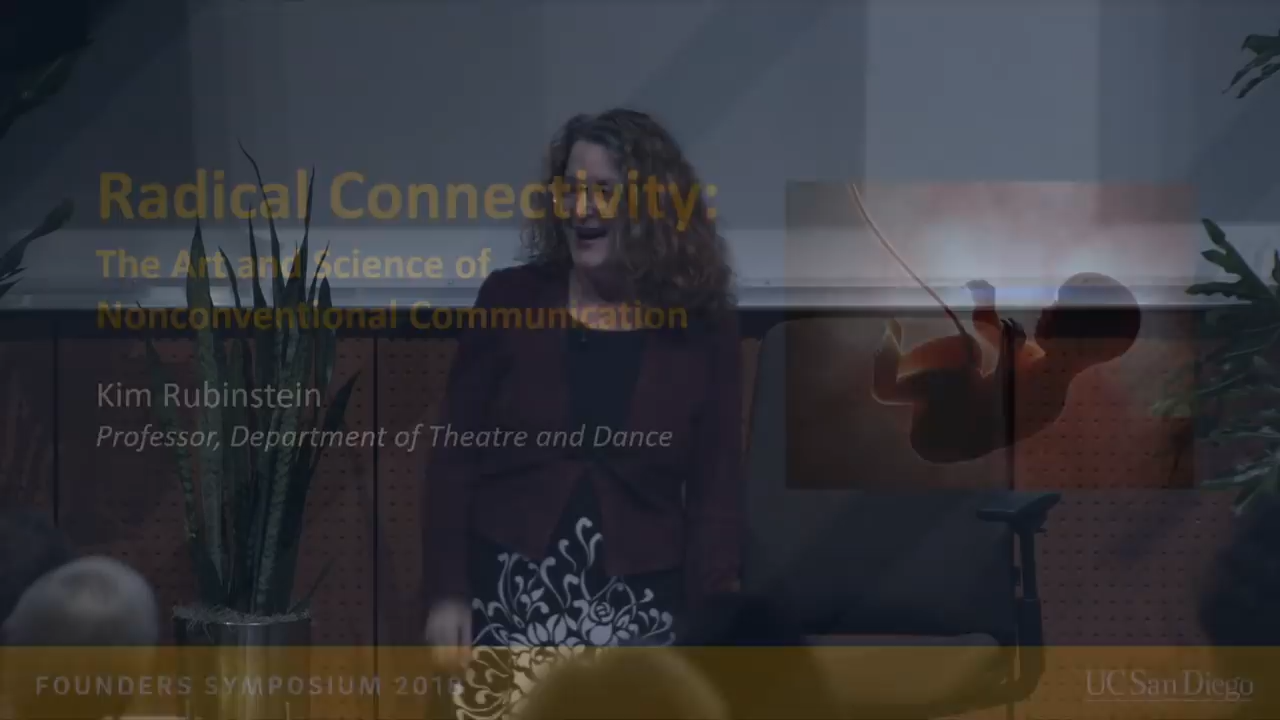 Radical Connectivity:
The Art and Science of
Nonconventional Communication
Kim Rubinstein
Professor, Department of Theatre and Dance
FOUNDERS SYMPOSIUM 2018
UC San Diego